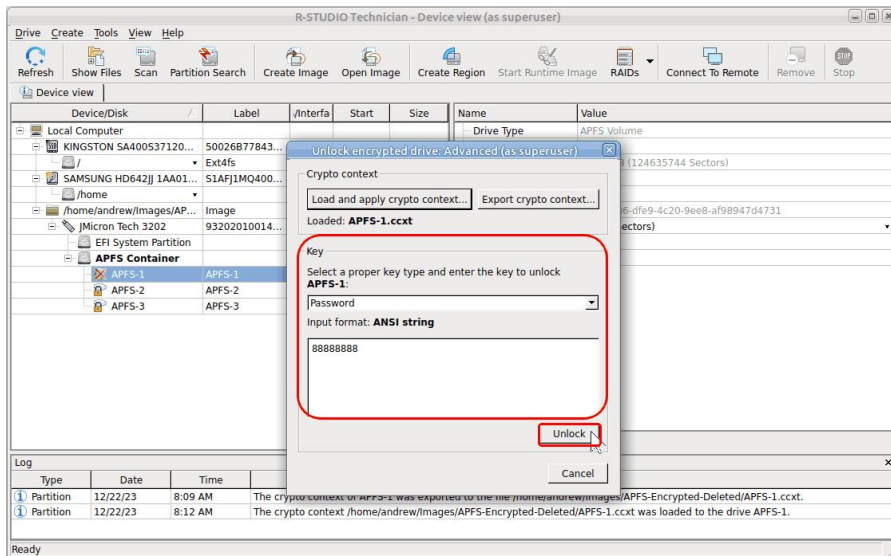 R-STUDIO Technician - Device view (as superuser)
Drive Create Tools View Help
Refresh Show Files Scan Partition Search Create Image Open Image Create Region Start Runtime Image RAIDs Connect To Remote Remove Stop
Device view
Device/Disk Label /Interfa Start Size Name Value
Local Computer Drive Type APFS Volume
KINGSTON SA400S37120... 50026B77843...
/ Ext4fs (124635744 Sectors)
SAMSUNG HD642JJ 1AA01... S1AFJ1MQ400...
/home
/home/andrew/Images/AP... Image -dfe9-4c20-9ee8-af98947d4731
JMicron Tech 3202 93202010014... ectors)
EFI System Partition
APFS Container
APFS-1 APFS-1
APFS-2 APFS-2
APFS-3 APFS-3
Unlock encrypted drive: Advanced (as superuser)
Crypto context
Load and apply crypto context... Export crypto context...
Loaded: APFS-1.ccxt
Key
Select a proper key type and enter the key to unlock
APFS-1:
Password
Input format: ANSI string
88888888
Unlock
Cancel
Log
Type Date Time
Partition 12/22/23 8:09 AM The crypto context of APFS-1 was exported to the file /home/andrew/Images/APFS-Encrypted-Deleted/APFS-1.ccxt.
Partition 12/22/23 8:12 AM The crypto context /home/andrew/Images/APFS-Encrypted-Deleted/APFS-1.ccxt was loaded to the drive APFS-1.
Ready